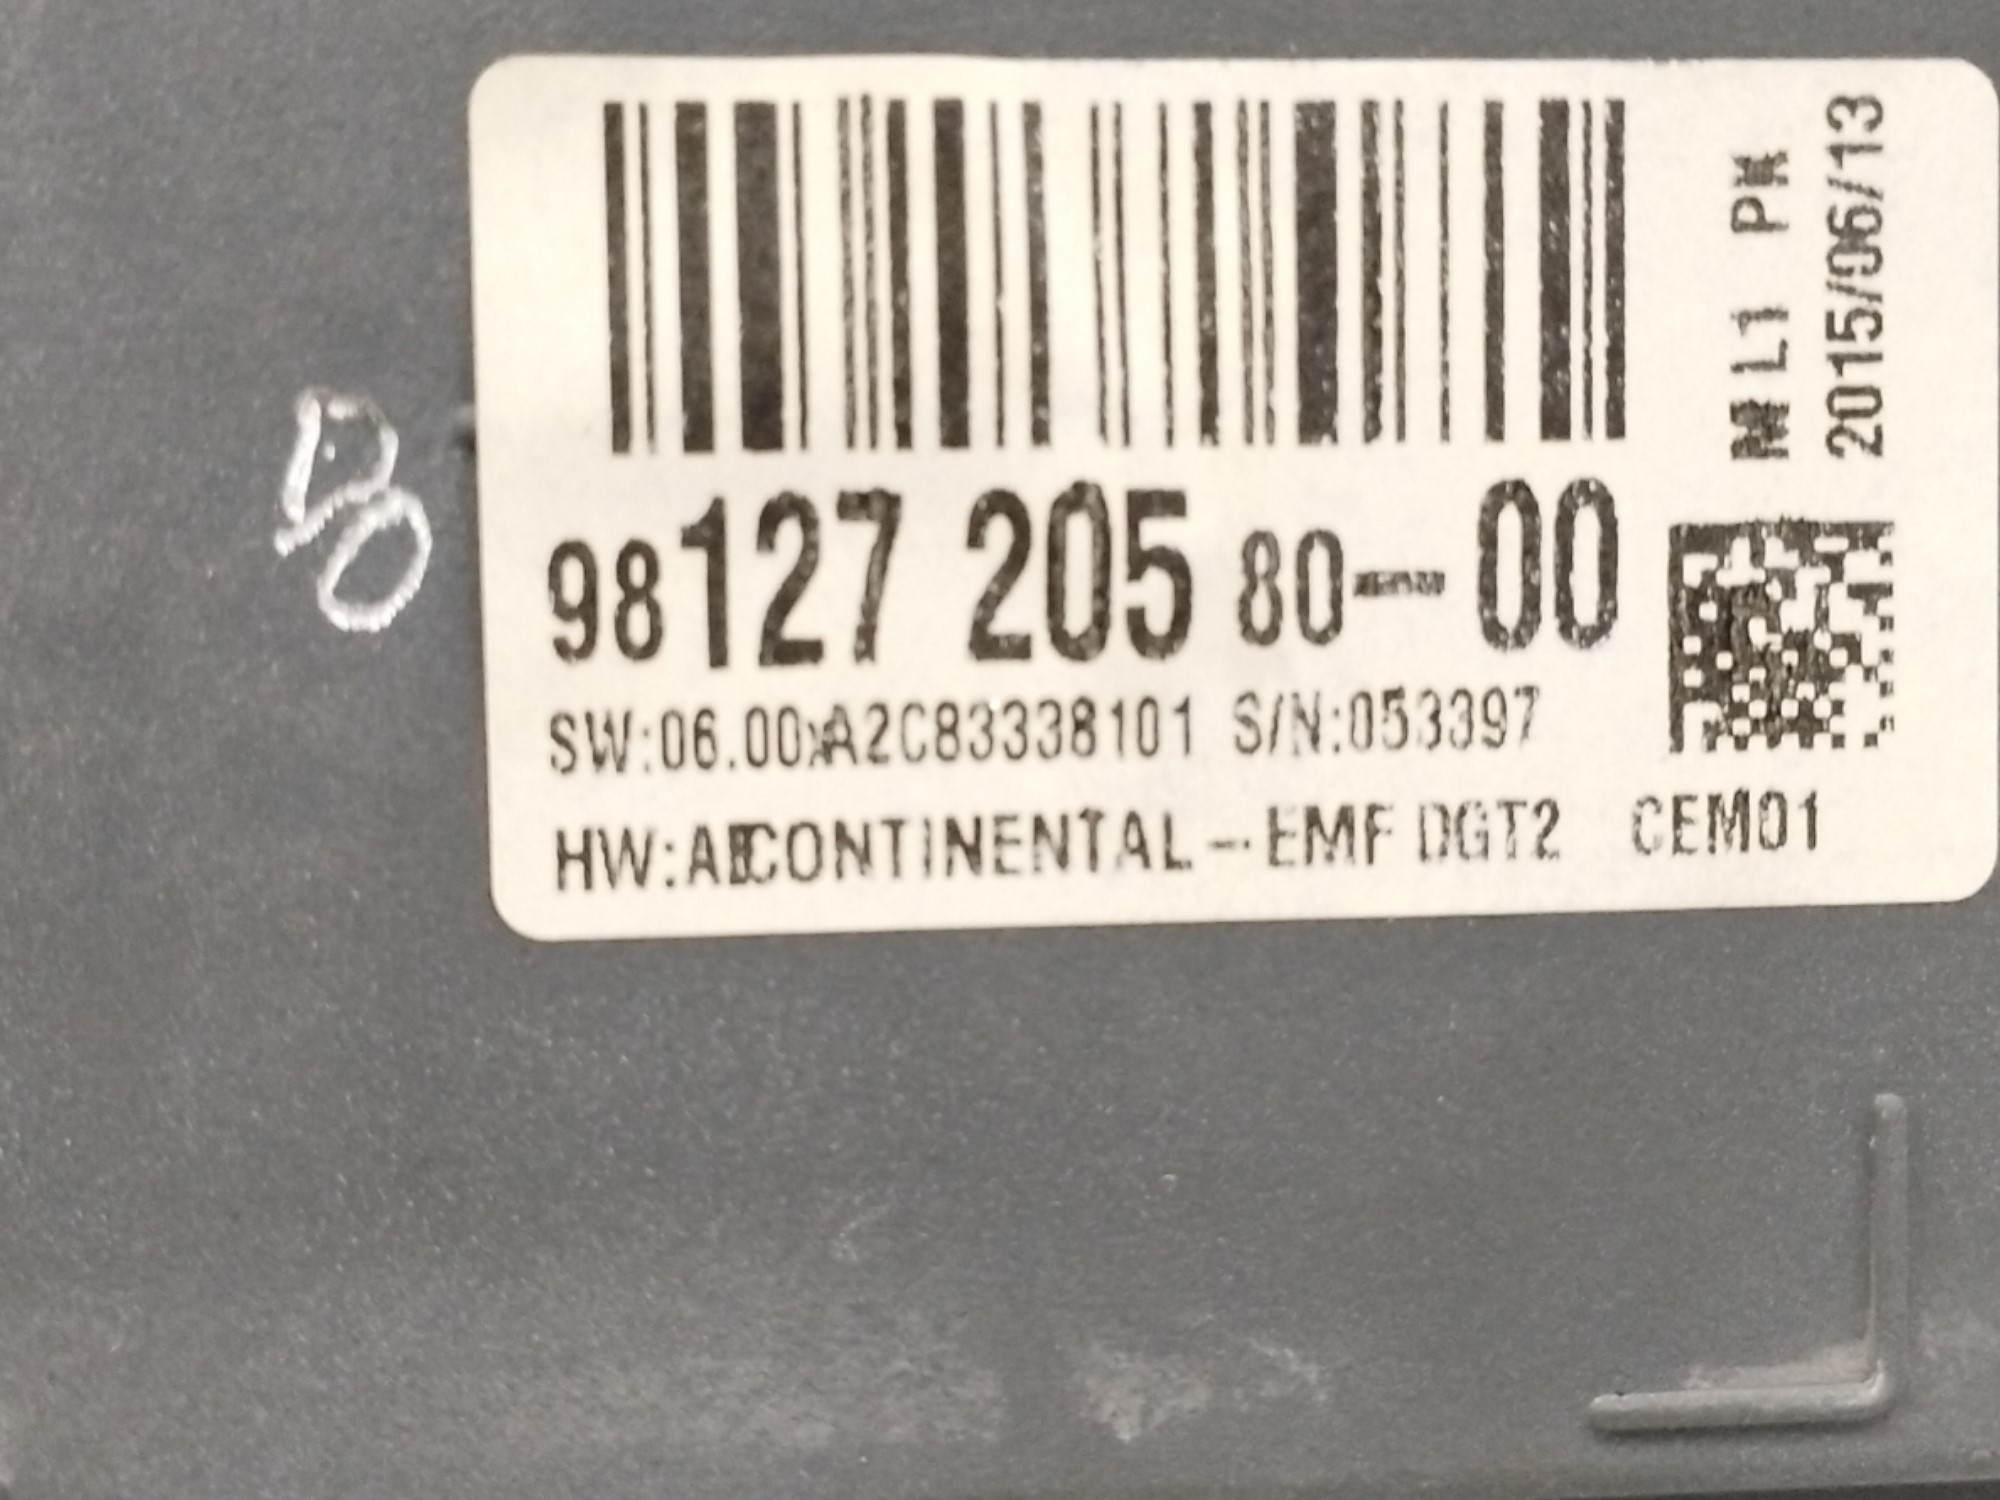 98127 205 80-00
SW:06.00xA2C83338101 S/N:053397
HW:AECONTINENTAL-EMF DGT2 CEM01
M L1 PK
2015/06/13